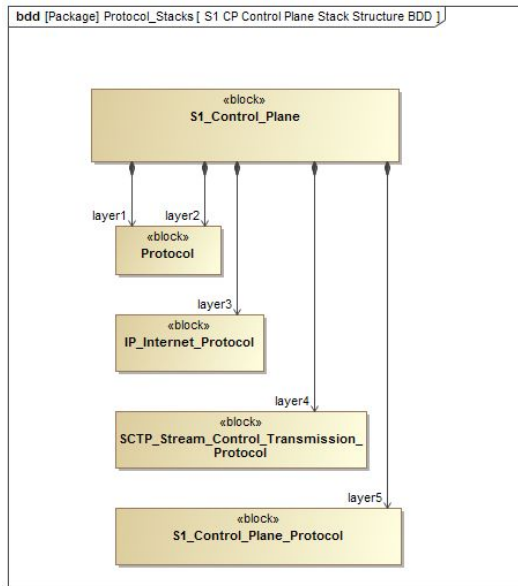 bdd [Package] Protocol_Stacks [ S1 CP Control Plane Stack Structure BDD ]
«block»
S1_Control_Plane
layer1
layer2
«block»
Protocol
layer3
«block»
IP_Internet_Protocol
layer4
«block»
SCTP_Stream_Control_Transmission_
Protocol
layer5
«block»
S1_Control_Plane_Protocol